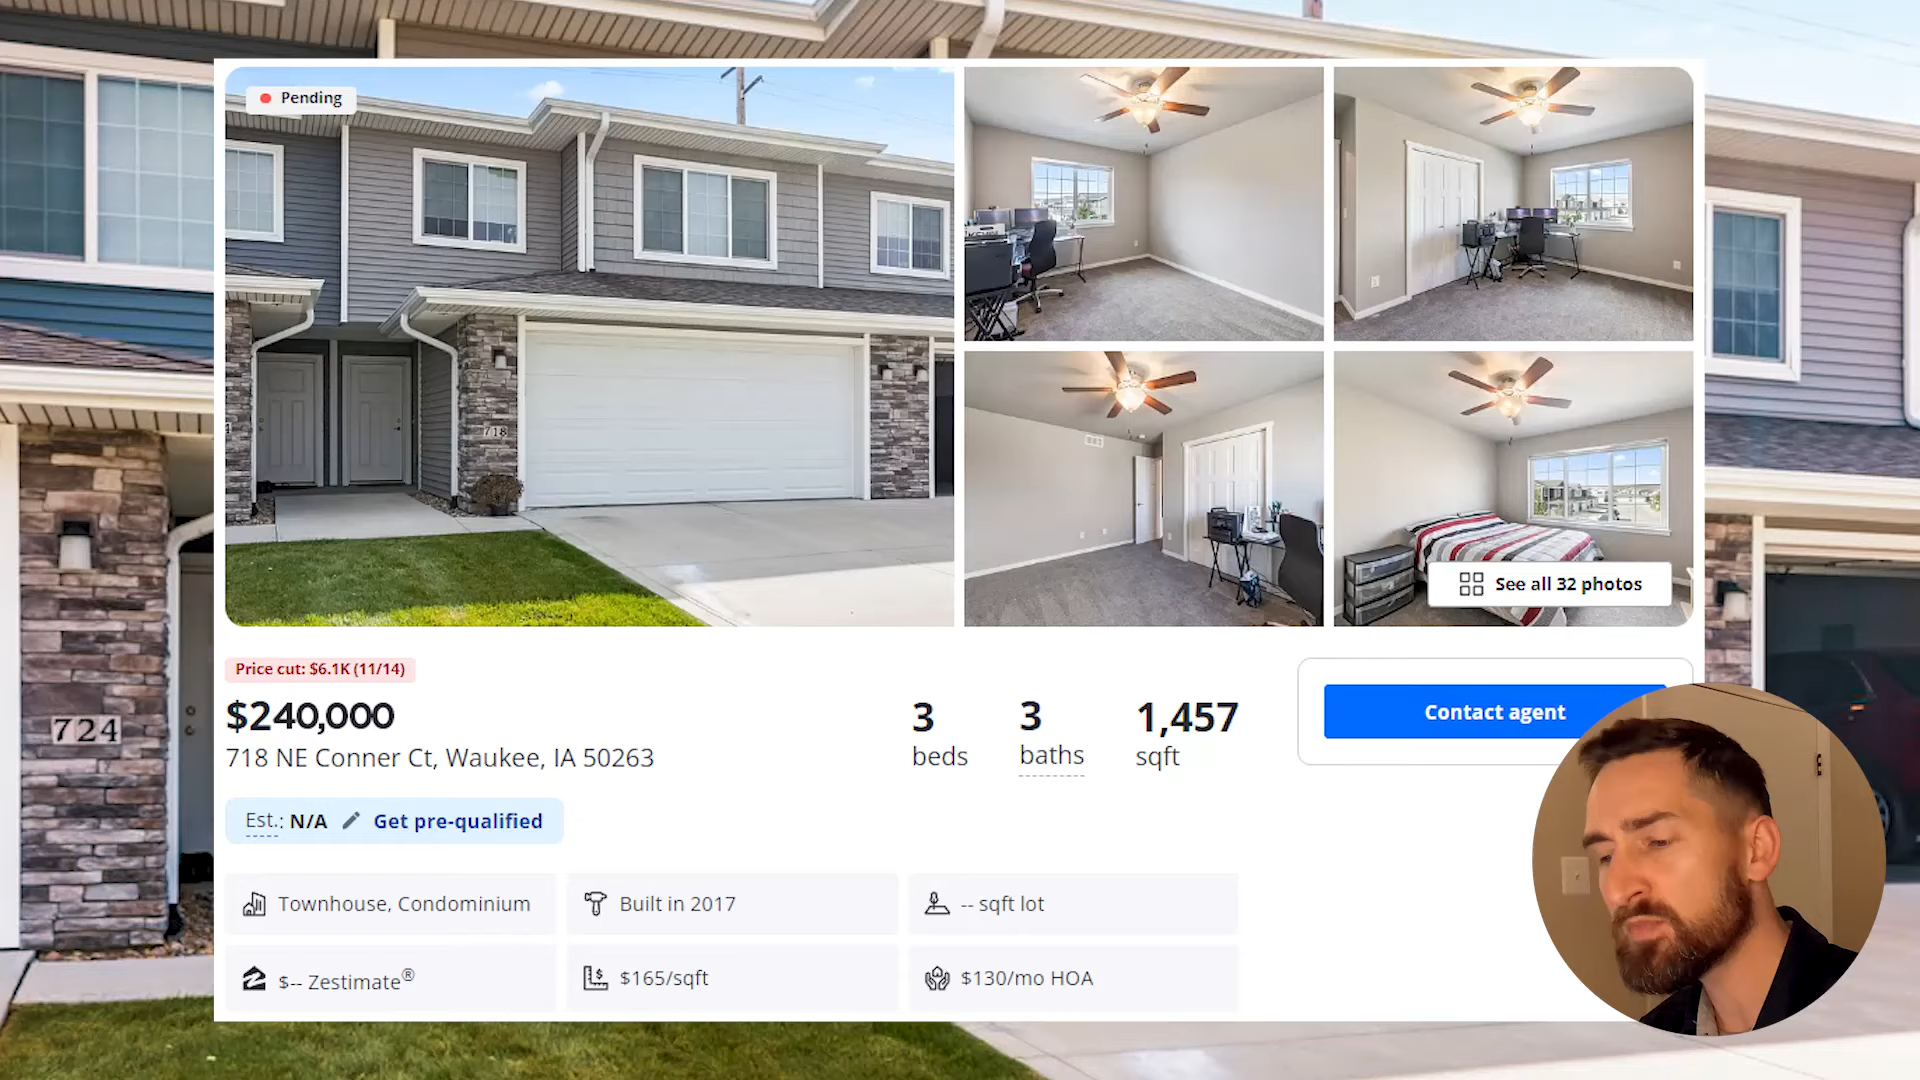 Pending
718
See all 32 photos
Price cut: $6.1K (11/14)
$240,000
718 NE Conner Ct, Waukee, IA 50263
3
beds
3
baths
1,457
sqft
Contact agent
Est.: N/A
Get pre-qualified
Townhouse, Condominium
Built in 2017
-- sqft lot
$-- Zestimate®
$165/sqft
$130/mo HOA
724